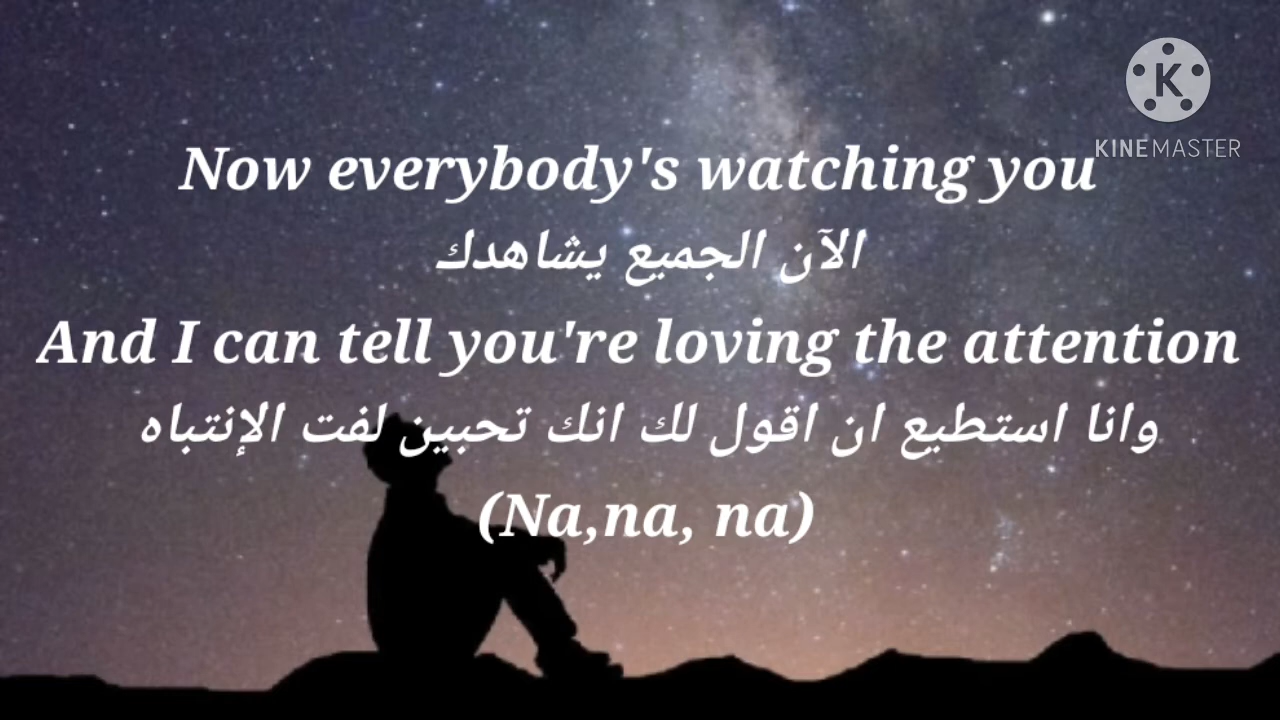 KINEMASTER
Now everybody's watching you
الآن الجميع يشاهدك
And I can tell you're loving the attention
وانا استطيع ان اقول لك انك تحبين لفت الإنتباه
(Na,na, na)